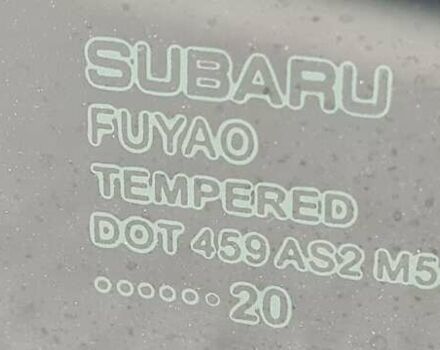 SUBARU
FUYAO
TEMPERED
DOT 459 AS2 M5
●●●●●● 20